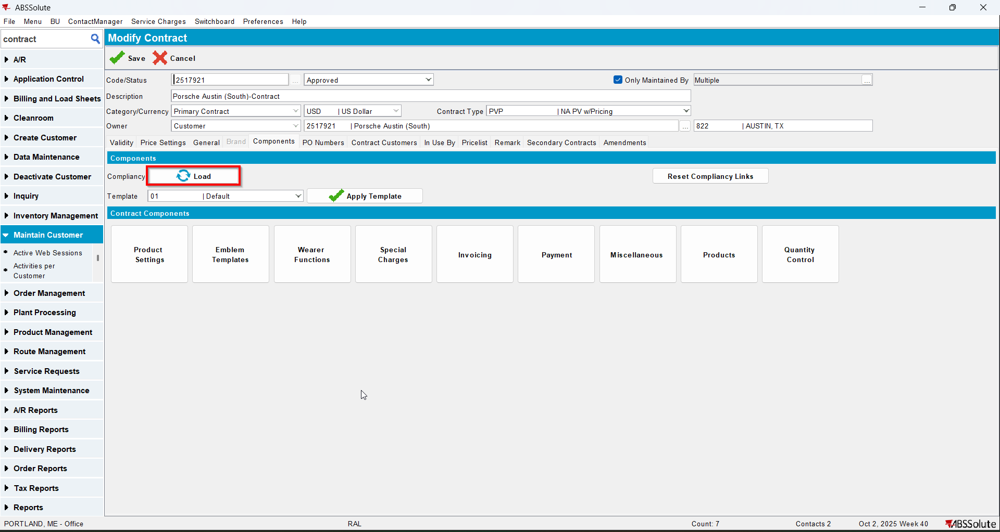 ABSSolute
File Menu BU ContactManager Service Charges Switchboard Preferences Help
contract
Modify Contract
Save Cancel
A/R
Application Control
Billing and Load Sheets
Cleanroom
Create Customer
Data Maintenance
Deactivate Customer
Inquiry
Inventory Management
Maintain Customer
Active Web Sessions
Activities per
Customer
Order Management
Plant Processing
Product Management
Route Management
Service Requests
System Maintenance
A/R Reports
Billing Reports
Delivery Reports
Order Reports
Tax Reports
Reports
Code/Status 2517921 ... Approved Only Maintained By Multiple ...
Description Porsche Austin (South)-Contract
Category/Currency Primary Contract USD | US Dollar Contract Type PVP | NA PV w/Pricing
Owner Customer 2517921 | Porsche Austin (South) ... 822 | AUSTIN, TX
Validity Price Settings General Brand Components PO Numbers Contract Customers In Use By Pricelist Remark Secondary Contracts Amendments
Components
Compliancy Load Reset Compliancy Links
Template 01 | Default Apply Template
Contract Components
Product
Settings
Emblem
Templates
Wearer
Functions
Special
Charges
Invoicing
Payment
Miscellaneous
Products
Quantity
Control
PORTLAND, ME - Office RAL Count: 7 Contacts 2 Oct 2, 2025 Week 40 ABSSolute